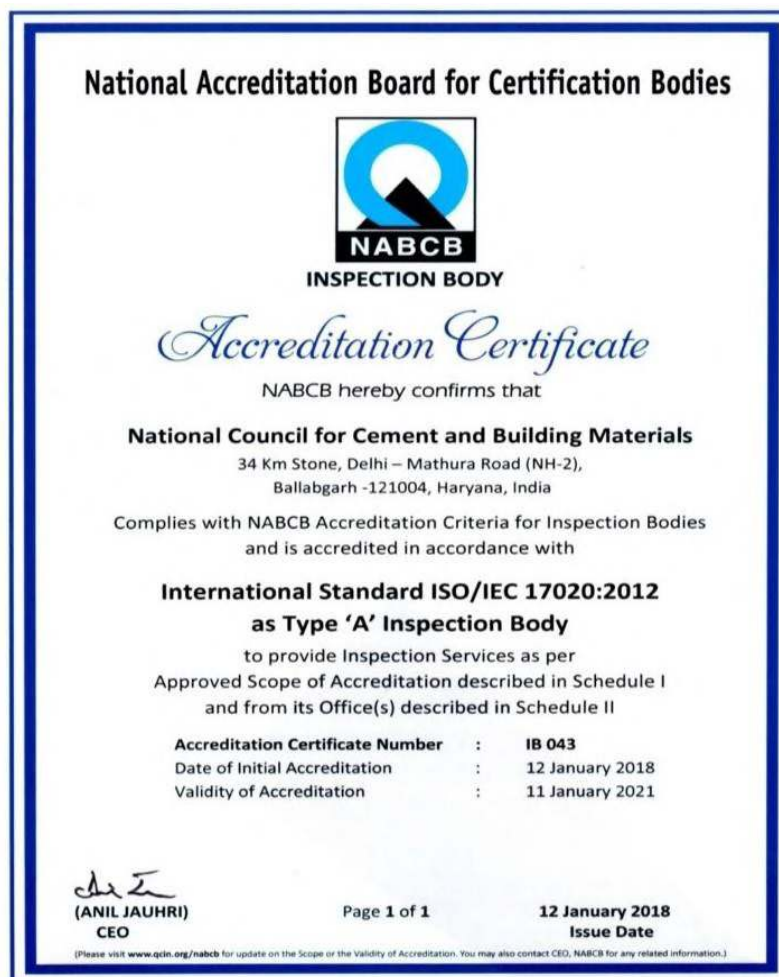 National Accreditation Board for Certification Bodies
NABCB
INSPECTION BODY
Accreditation Certificate
NABCB hereby confirms that
National Council for Cement and Building Materials
34 Km Stone, Delhi – Mathura Road (NH-2),
Ballabgarh -121004, Haryana, India
Complies with NABCB Accreditation Criteria for Inspection Bodies
and is accredited in accordance with
International Standard ISO/IEC 17020:2012
as Type ‘A’ Inspection Body
to provide Inspection Services as per
Approved Scope of Accreditation described in Schedule I
and from its Office(s) described in Schedule II
Accreditation Certificate Number : IB 043
Date of Initial Accreditation : 12 January 2018
Validity of Accreditation : 11 January 2021
(ANIL JAUHRI) Page 1 of 1 12 January 2018
CEO Issue Date
(Please visit www.qcin.org/nabcb for update on the Scope or the Validity of Accreditation. You may also contact CEO, NABCB for any related information.)